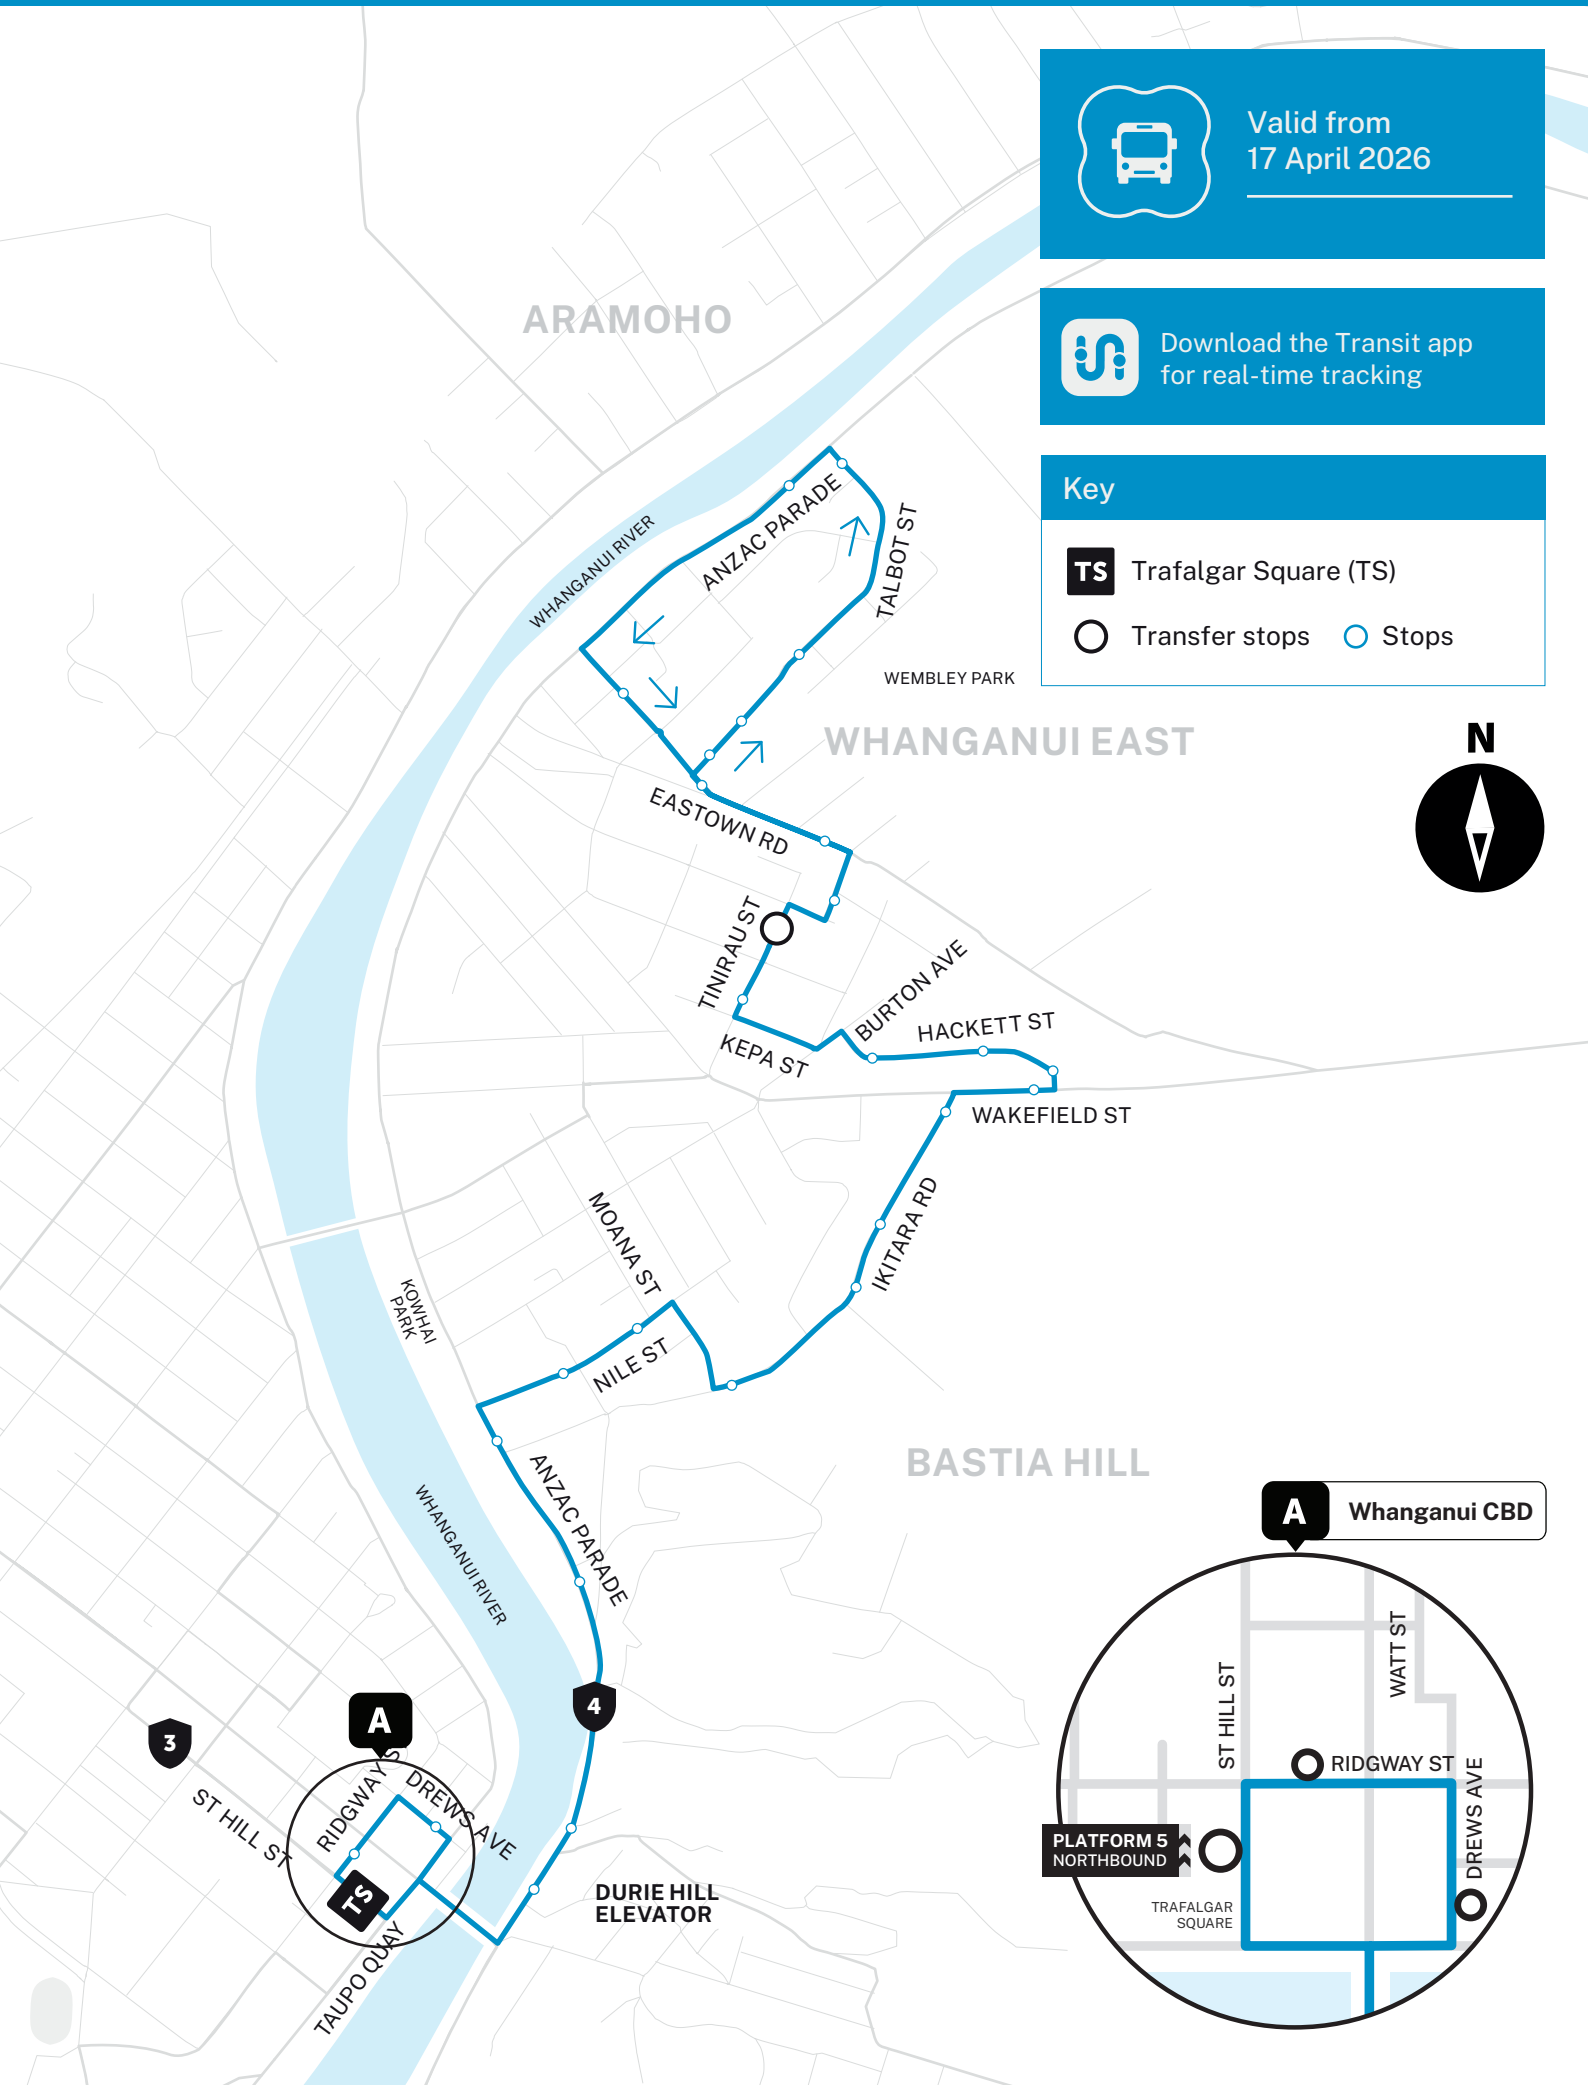 Valid from
17 April 2026
Download the Transit app
for real-time tracking
Key
TS Trafalgar Square (TS)
Transfer stops
Stops
N
ARAMOHO
WHANGANUI RIVER
ANZAC PARADE
TALBOT ST
WEMBLEY PARK
WHANGANUI EAST
EASTOWN RD
TINIRAU ST
BURTON AVE
HACKETT ST
KEPA ST
WAKEFIELD ST
IKITARA RD
MOANA ST
KOWHAI
PARK
NILE ST
ANZAC PARADE
WHANGANUI RIVER
BASTIA HILL
4
3
A
RIDGWAY S
DREWS AVE
ST HILL ST
TS
TAUPO QUAY
DURIE HILL
ELEVATOR
A
Whanganui CBD
WATT ST
ST HILL ST
RIDGWAY ST
DREWS AVE
PLATFORM 5
NORTHBOUND
TRAFALGAR
SQUARE